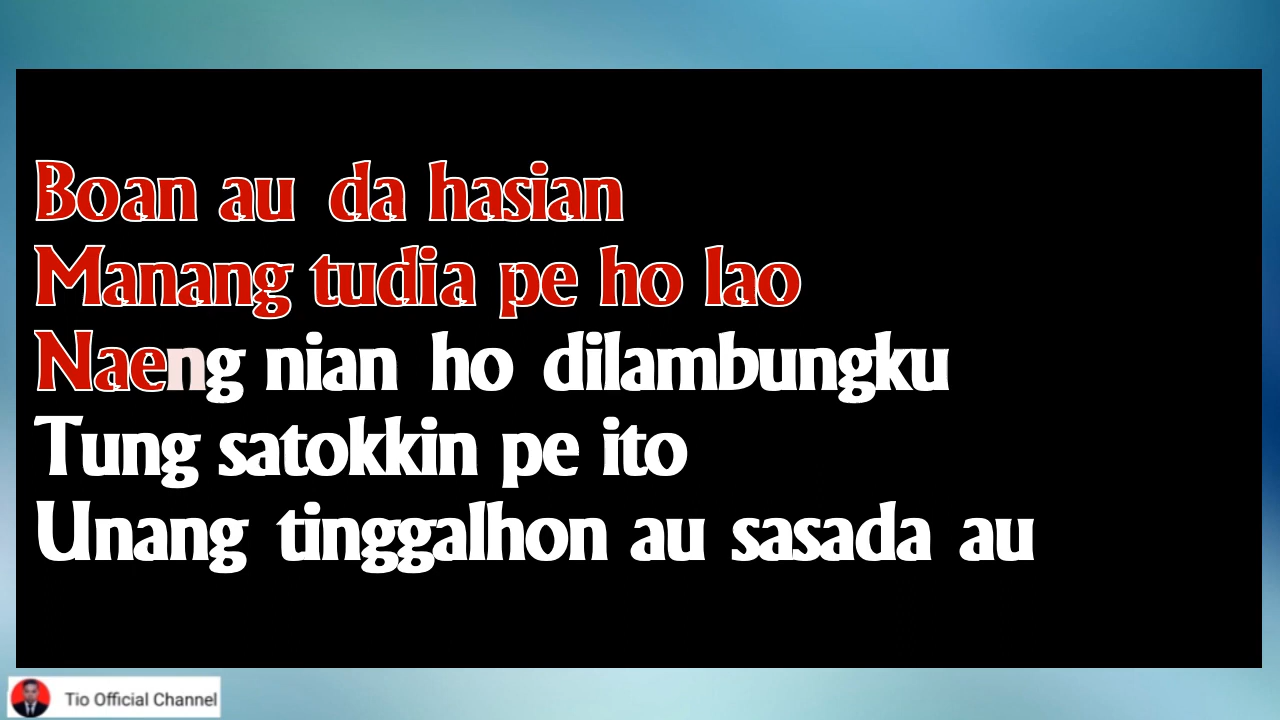 Boan au da hasian
Manang tudia pe ho lao
Naeng nian ho dilambungku
Tung satokkin pe ito
Unang tinggalhon au sasada au
Tio Official Channel